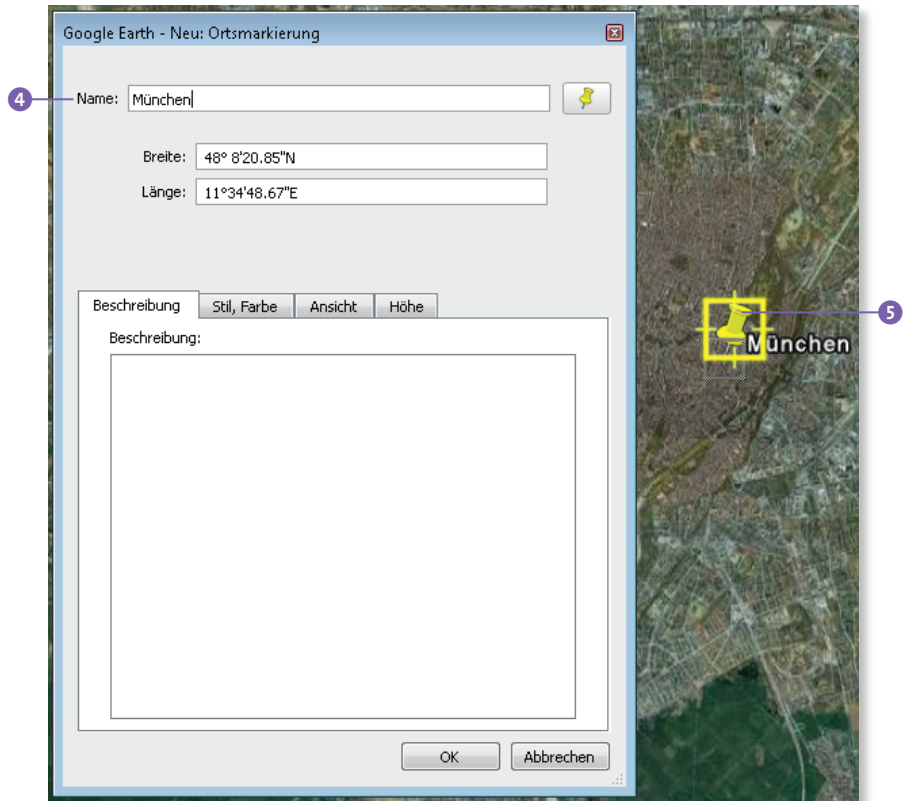 Google Earth - Neu: Ortsmarkierung
4
Name: München
Breite: 48° 8'20.85"N
Länge: 11°34'48.67"E
Beschreibung Stil, Farbe Ansicht Höhe
Beschreibung:
5
München
OK Abbrechen